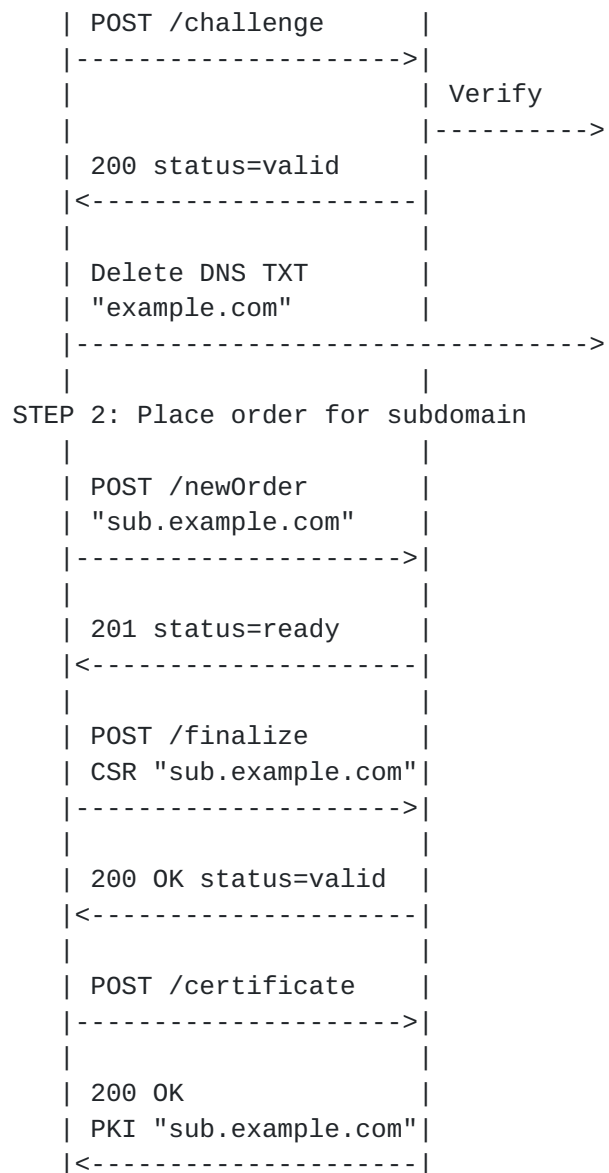 POST /challenge
Verify
200 status=valid
Delete DNS TXT
"example.com"
STEP 2: Place order for subdomain
POST /newOrder
"sub.example.com"
201 status=ready
POST /finalize
CSR "sub.example.com"
200 OK status=valid
POST /certificate
200 OK
PKI "sub.example.com"